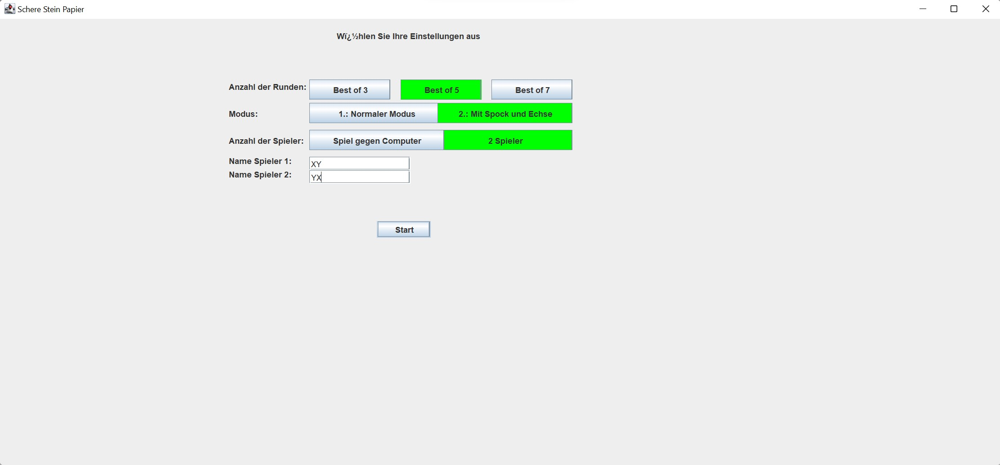 Schere Stein Papier
Wï¿½hlen Sie Ihre Einstellungen aus
Anzahl der Runden: Best of 3 Best of 5 Best of 7
Modus: 1.: Normaler Modus 2.: Mit Spock und Echse
Anzahl der Spieler: Spiel gegen Computer 2 Spieler
Name Spieler 1: XY
Name Spieler 2: YX
Start